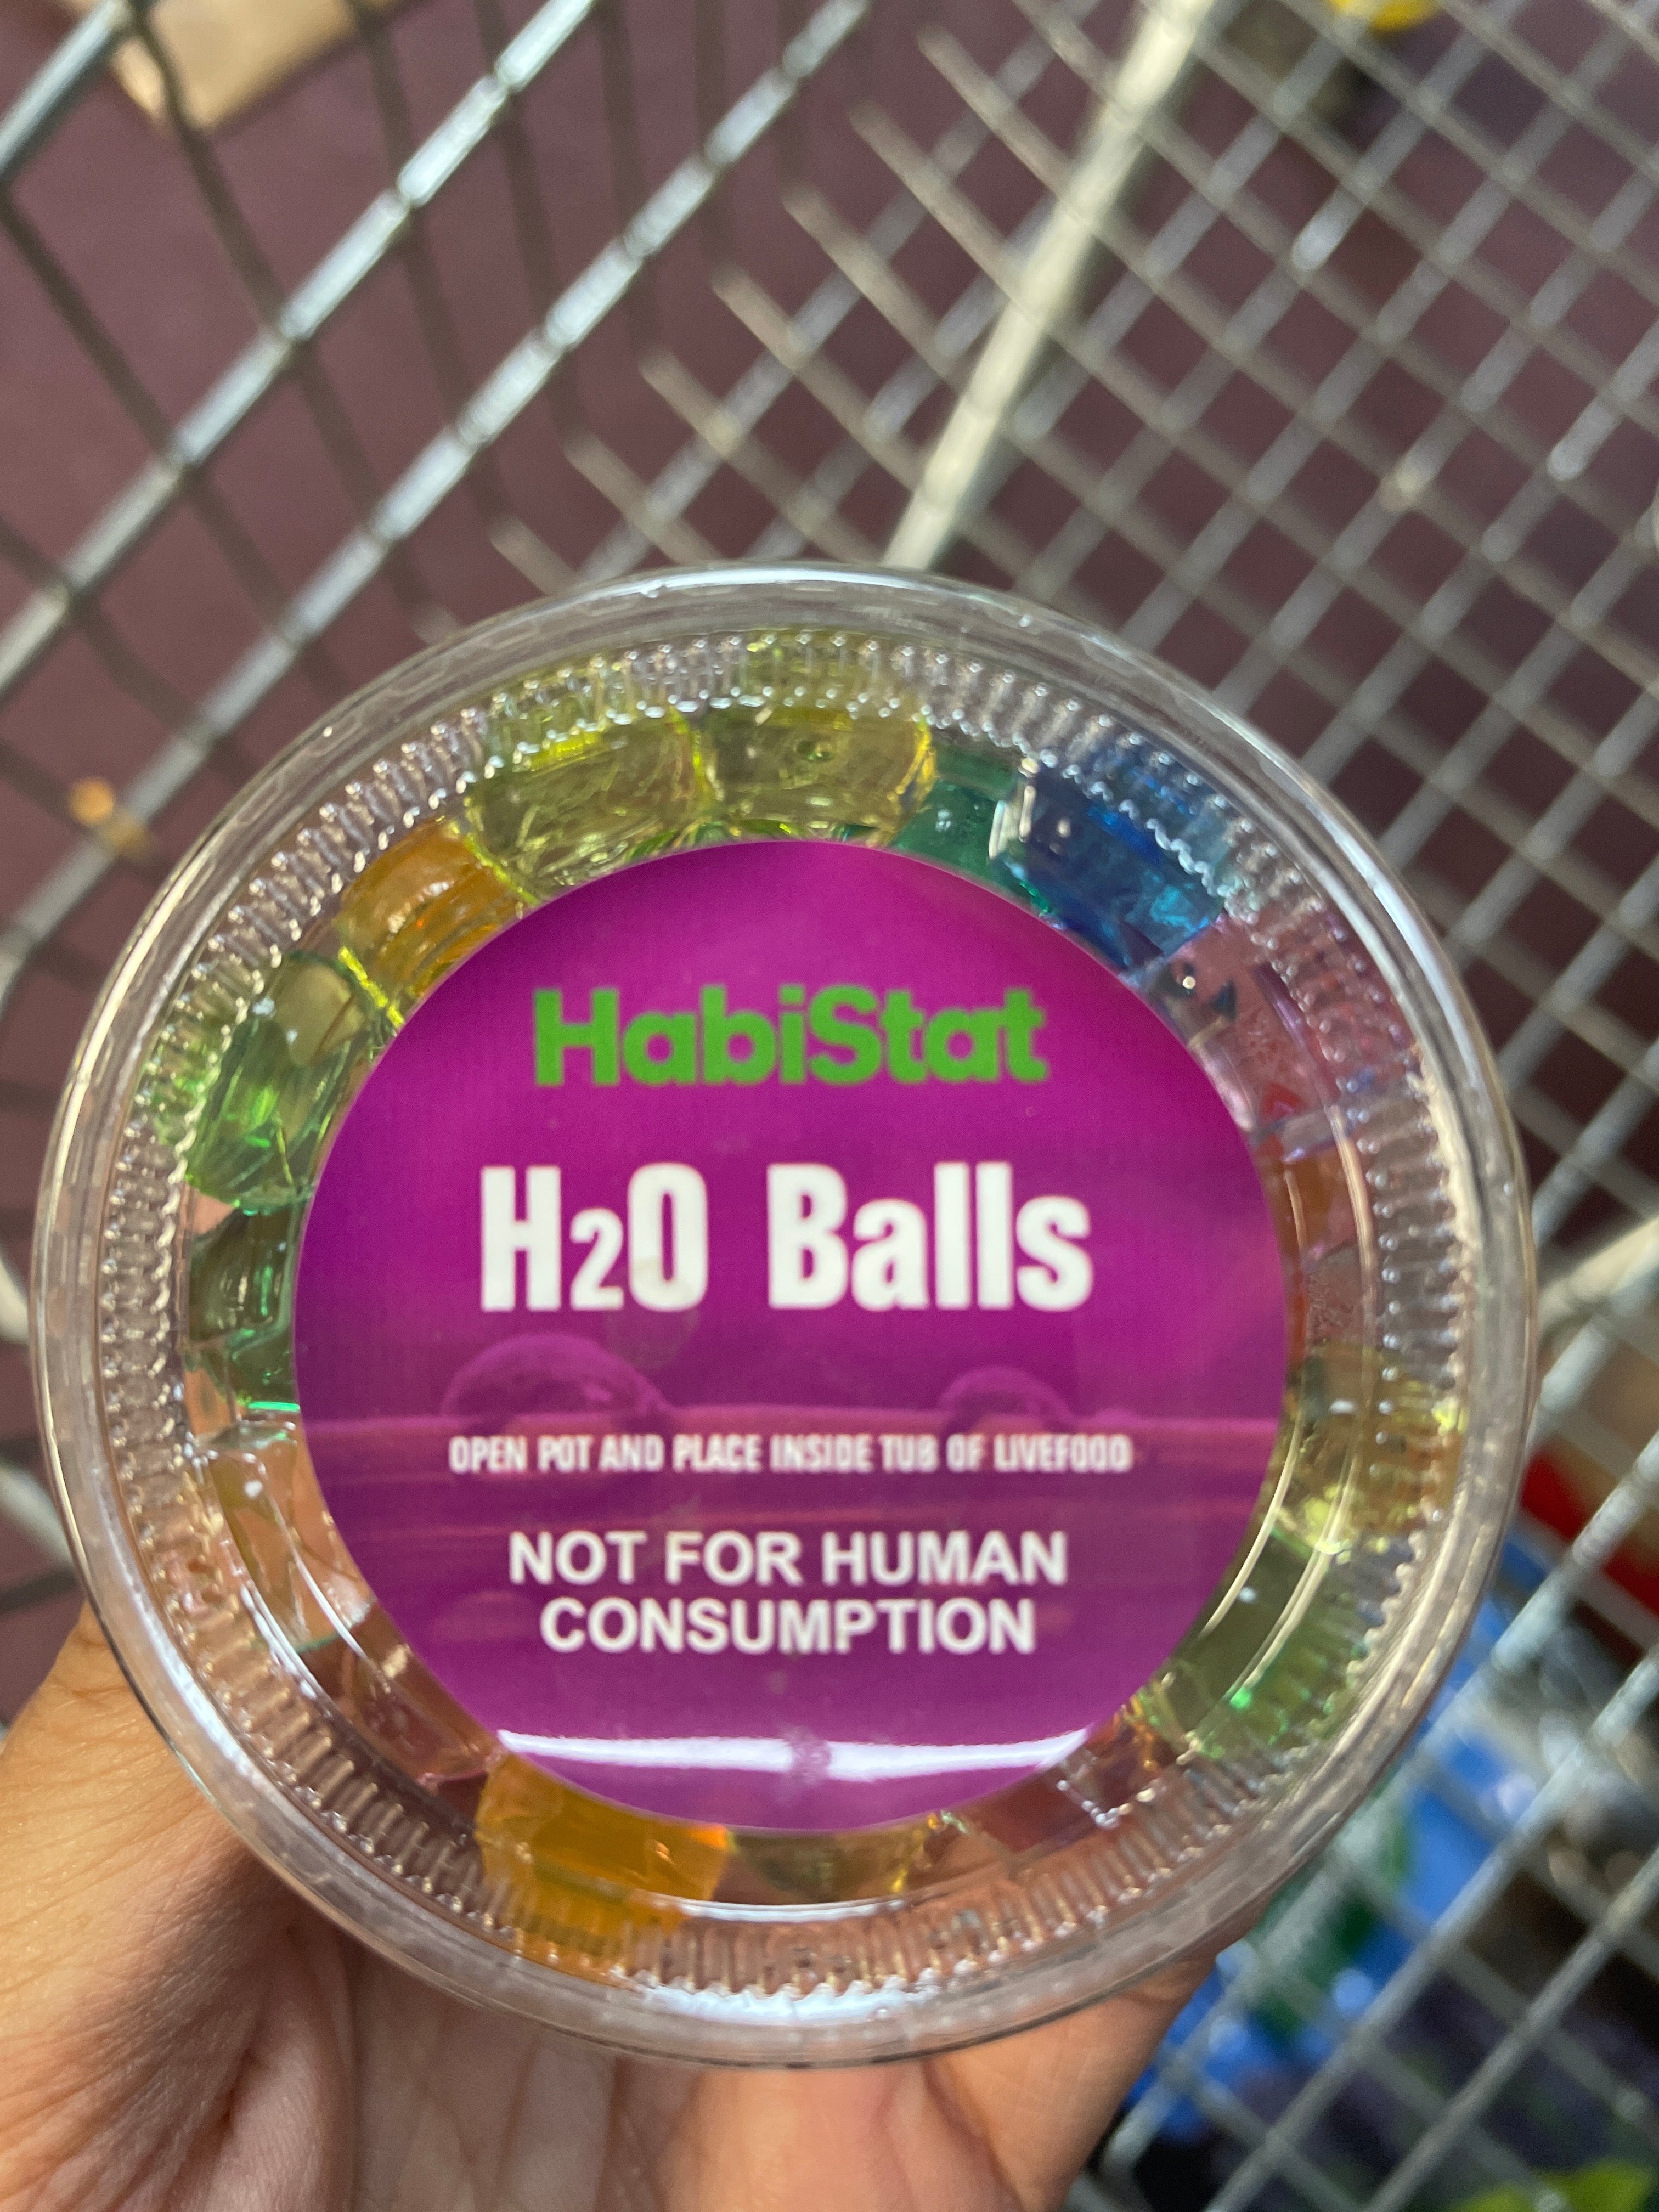 HabiStat
H2O Balls
OPEN POT AND PLACE INSIDE TUB OF LIVEFOOD
NOT FOR HUMAN
CONSUMPTION